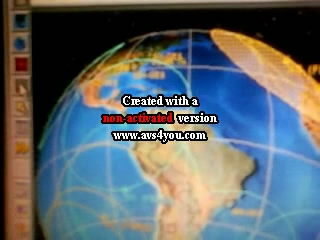 Created with a
non-activated version
www.avs4you.com